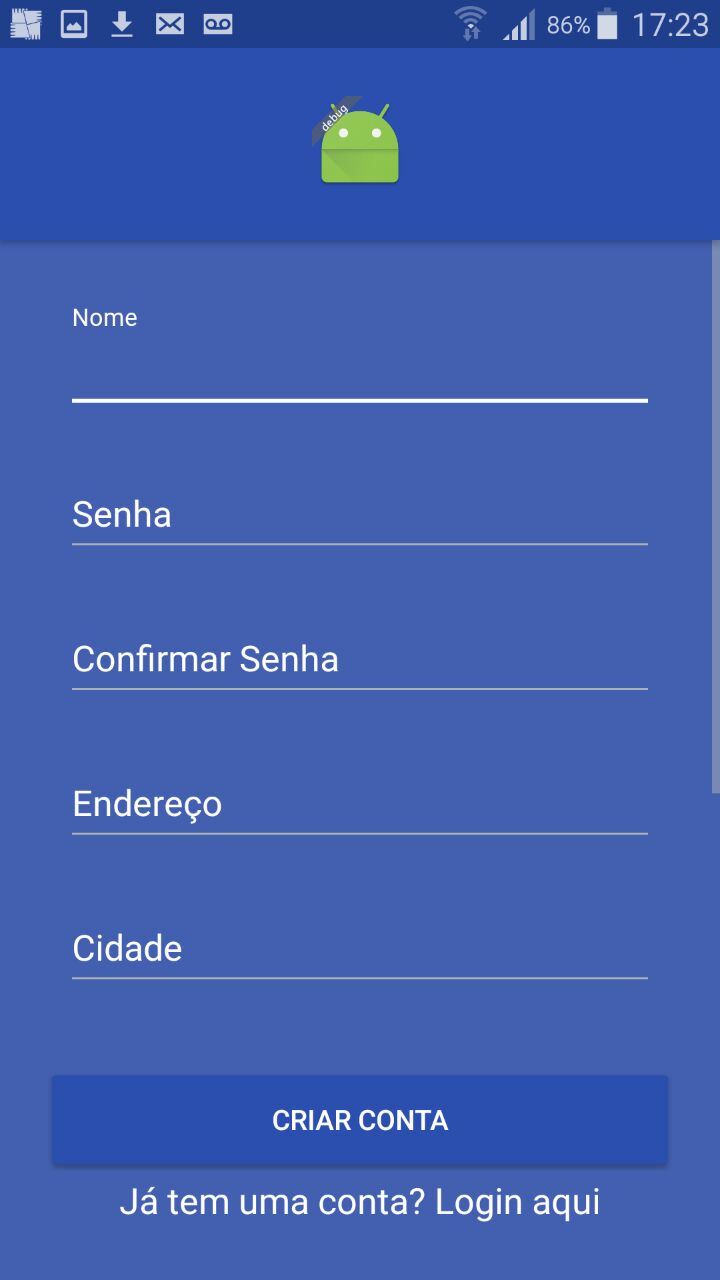 86% 17:23
debug
Nome
Senha
Confirmar Senha
Endereço
Cidade
CRIAR CONTA
Já tem uma conta? Login aqui